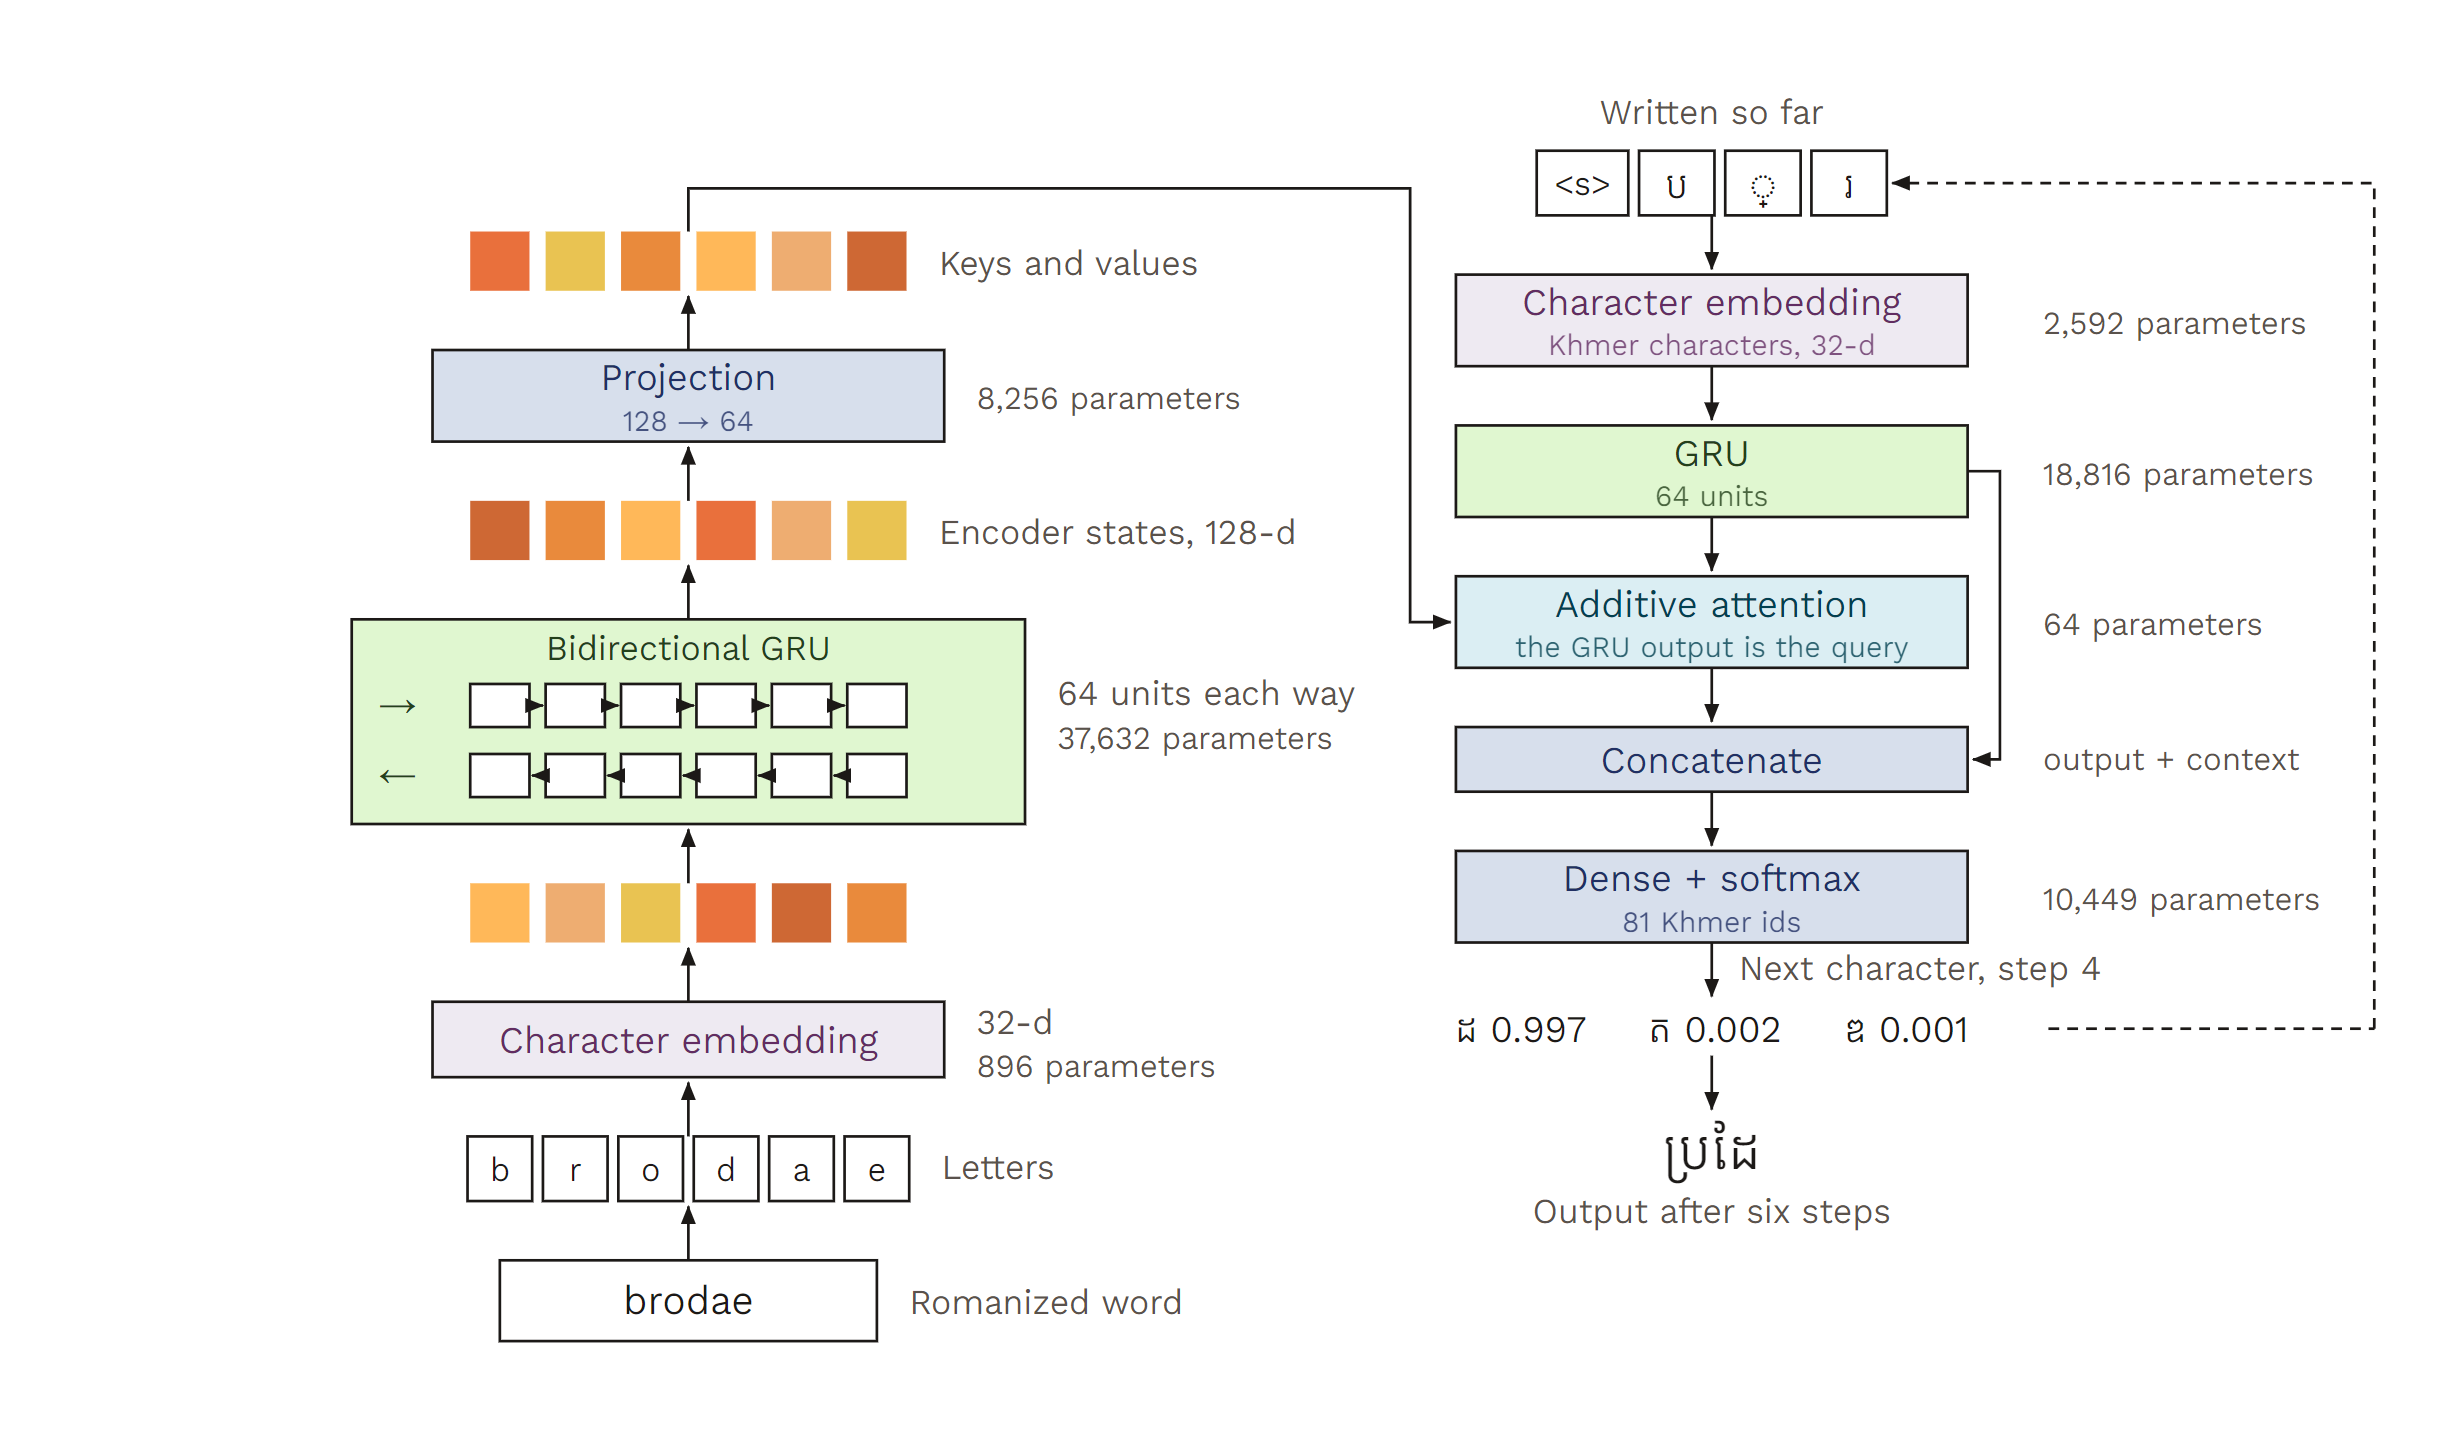 Keys and values
Projection
128 → 64
8,256 parameters
Encoder states, 128-d
Bidirectional GRU
→
←
64 units each way
37,632 parameters
Character embedding
32-d
896 parameters
b r o d a e
Letters
brodae
Romanized word
Written so far
<s> ប ្ រ
Character embedding
Khmer characters, 32-d
2,592 parameters
GRU
64 units
18,816 parameters
Additive attention
the GRU output is the query
64 parameters
Concatenate
output + context
Dense + softmax
81 Khmer ids
10,449 parameters
Next character, step 4
ដ 0.997 ត 0.002 ឌ 0.001
ប្រដៃ
Output after six steps